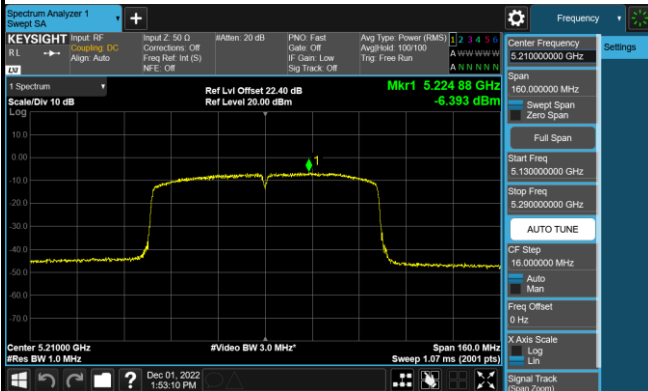 Spectrum Analyzer 1
Swept SA
Frequency
KEYSIGHT
RL
Input: RF
Coupling: DC
Align: Auto
Input Z: 50 Ω
Corrections: Off
Freq Ref: Int (S)
NFE: Off
#Atten: 20 dB
PNO: Fast
Gate: Off
IF Gain: Low
Sig Track: Off
Avg Type: Power (RMS)
Avg|Hold: 100/100
Trig: Free Run
1 2 3 4 5 6
A W W W W W
A N N N N N
Center Frequency
5.210000000 GHz
Settings
1 Spectrum
Scale/Div 10 dB
Log
Ref Lvl Offset 22.40 dB
Ref Level 20.00 dBm
Mkr1 5.224 88 GHz
-6.393 dBm
Span
160.000000 MHz
Swept Span
Zero Span
Full Span
Start Freq
5.130000000 GHz
Stop Freq
5.290000000 GHz
AUTO TUNE
CF Step
16.000000 MHz
Auto
Man
Freq Offset
0 Hz
X Axis Scale
Log
Lin
Signal Track
(Span Zoom)
10.0
0.00
1
-10.0
-20.0
-30.0
-40.0
-50.0
-60.0
-70.0
Center 5.21000 GHz
#Res BW 1.0 MHz
#Video BW 3.0 MHz*
Span 160.0 MHz
Sweep 1.07 ms (2001 pts)
?
Dec 01, 2022
1:53:10 PM